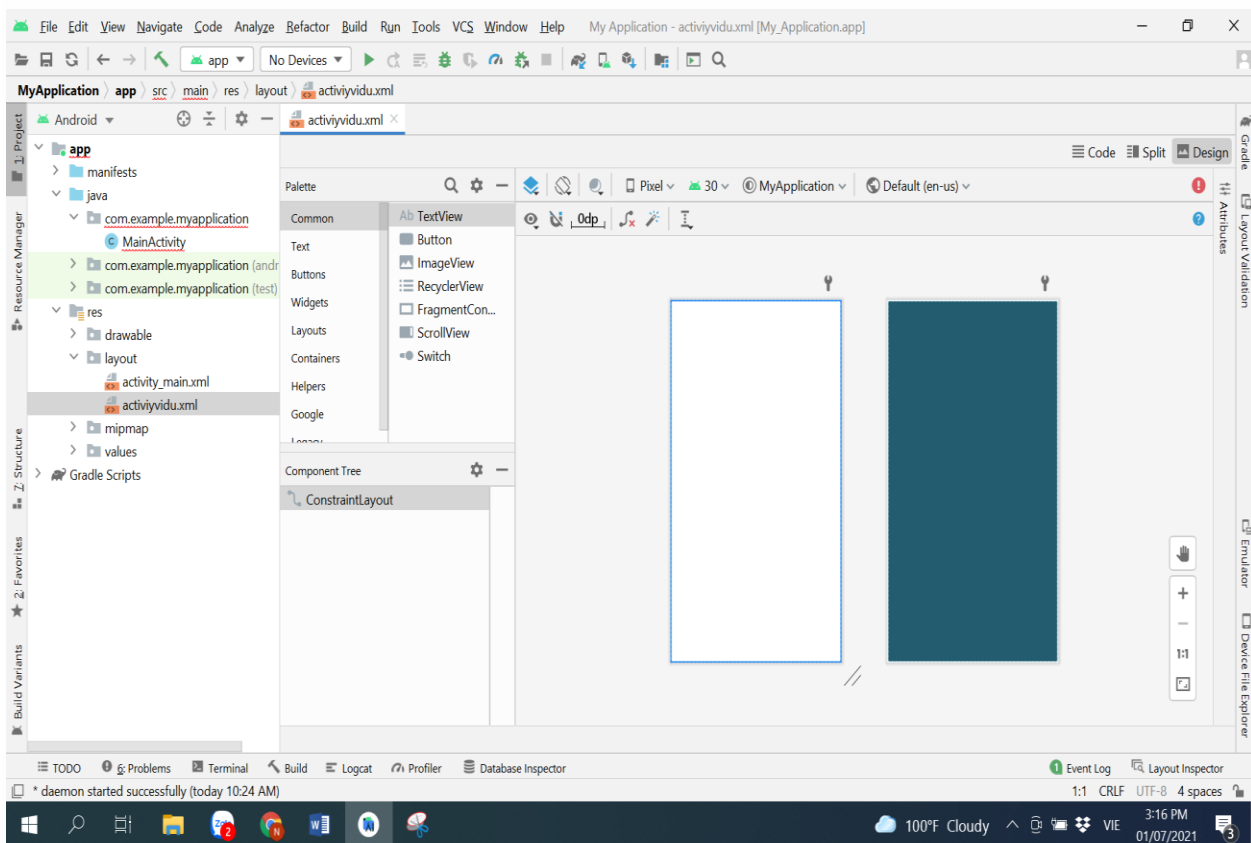 File Edit View Navigate Code Analyze Refactor Build Run Tools VCS Window Help My Application - activiyvidu.xml [My_Application.app]
app No Devices
MyApplication app src main res layout activiyvidu.xml
1: Project
Resource Manager
Z: Structure
2: Favorites
Build Variants
Android
app
manifests
java
com.example.myapplication
MainActivity
com.example.myapplication (andr
com.example.myapplication (test)
res
drawable
layout
activity_main.xml
activiyvidu.xml
mipmap
values
Gradle Scripts
activiyvidu.xml
Code Split Design
Palette
Common
Text
Buttons
Widgets
Layouts
Containers
Helpers
Google
Legacy
Ab TextView
Button
ImageView
RecyclerView
FragmentCon...
ScrollView
Switch
Component Tree
ConstraintLayout
Pixel 30 MyApplication Default (en-us)
0dp
1:1
Gradle
Attributes
Layout Validation
Emulator
Device File Explorer
TODO 6: Problems Terminal Build Logcat Profiler Database Inspector 1 Event Log Layout Inspector
* daemon started successfully (today 10:24 AM) 1:1 CRLF UTF-8 4 spaces
2 N W 100°F Cloudy VIE 3:16 PM
01/07/2021 3